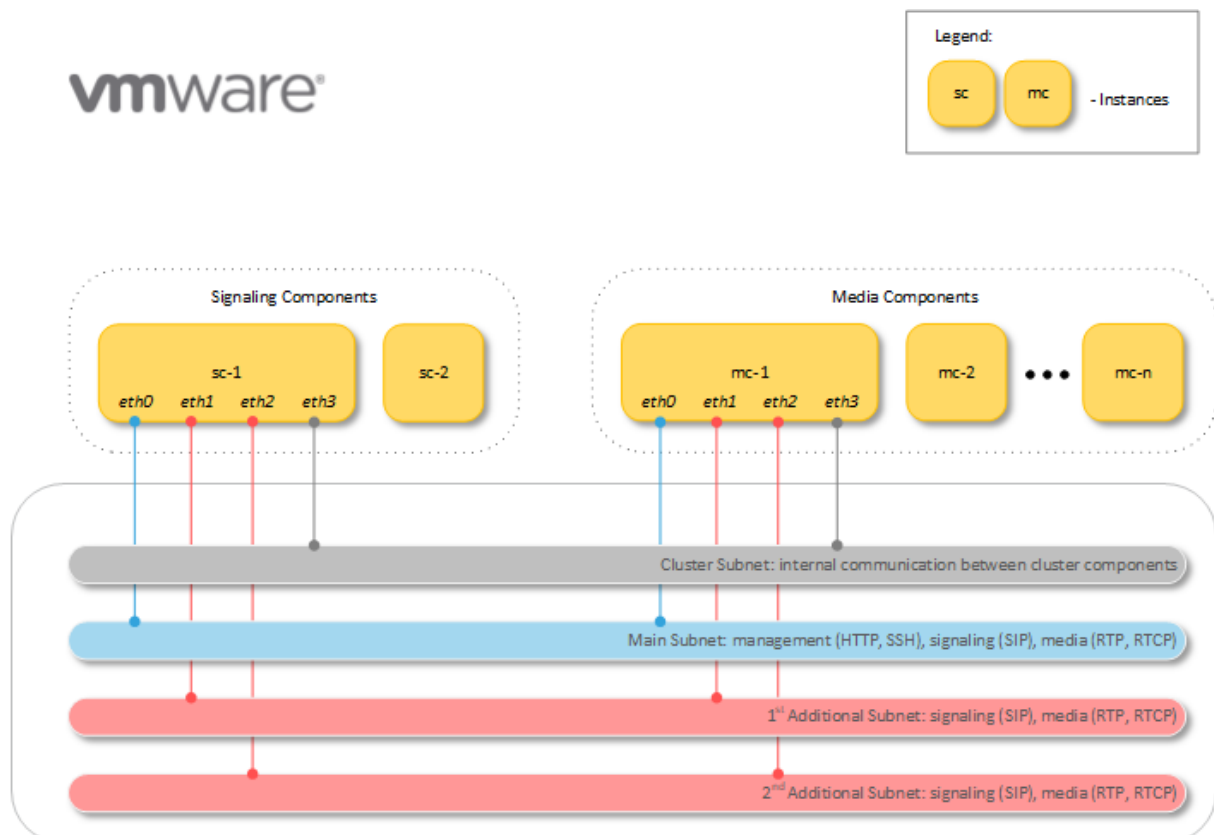 Legend:
sc
mc
- Instances
vmware®
Signaling Components
Media Components
sc-1
sc-2
mc-1
mc-2
•••
mc-n
eth0 eth1 eth2 eth3
eth0 eth1 eth2 eth3
Cluster Subnet: internal communication between cluster components
Main Subnet: management (HTTP, SSH), signaling (SIP), media (RTP, RTCP)
1st Additional Subnet: signaling (SIP), media (RTP, RTCP)
2nd Additional Subnet: signaling (SIP), media (RTP, RTCP)